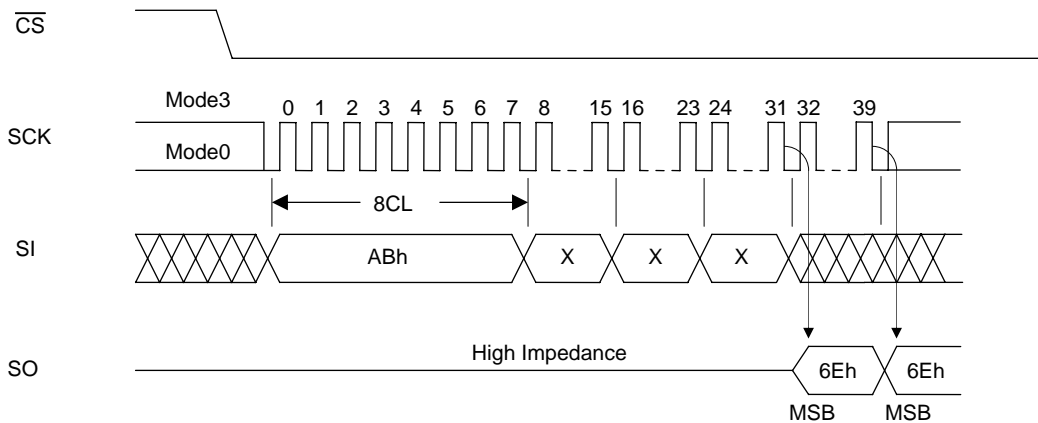 CS
Mode3
0 1 2 3 4 5 6 7 8 15 16 23 24 31 32 39
SCK
Mode0
8CL
SI
ABh X X X
High Impedance
SO
6Eh 6Eh
MSB MSB